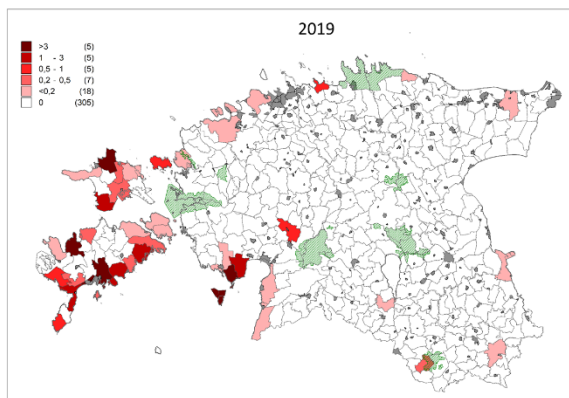 2019
>3 (5)
1 - 3 (5)
0,5 - 1 (5)
0,2 - 0,5 (7)
<0,2 (18)
0 (305)